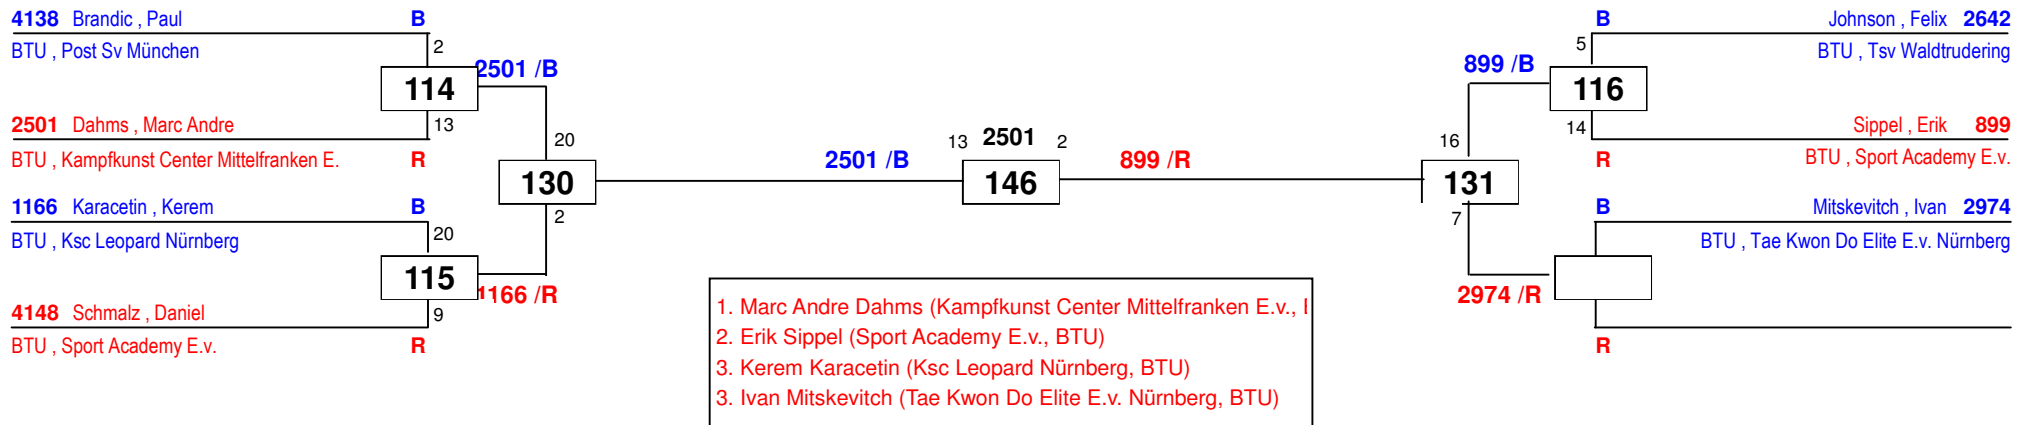 4138 Brandic , Paul B
2
BTU , Post Sv München
114
2501 /B
2501 Dahms , Marc Andre
13
BTU , Kampfkunst Center Mittelfranken E. R
20
130
2
1166 Karacetin , Kerem B
20
BTU , Ksc Leopard Nürnberg
115
1166 /R
4148 Schmalz , Daniel
9
BTU , Sport Academy E.v. R
2501 /B
13 2501 2
146
899 /R
B Johnson , Felix 2642
5
BTU , Tsv Waldtrudering
899 /B
116
Sippel , Erik 899
14
R BTU , Sport Academy E.v.
16
131
7
B Mitskevitch , Ivan 2974
BTU , Tae Kwon Do Elite E.v. Nürnberg
2974 /R
R
1. Marc Andre Dahms (Kampfkunst Center Mittelfranken E.v.,
2. Erik Sippel (Sport Academy E.v., BTU)
3. Kerem Karacetin (Ksc Leopard Nürnberg, BTU)
3. Ivan Mitskevitch (Tae Kwon Do Elite E.v. Nürnberg, BTU)